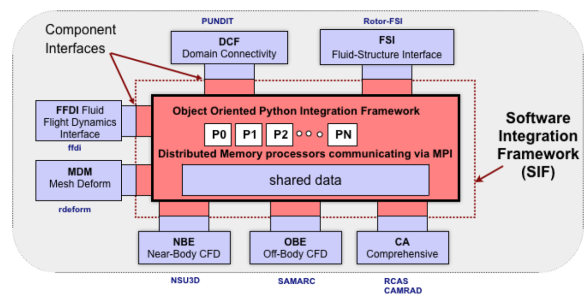 PUNDIT
Rotor-FSI
Component
Interfaces
DCF
Domain Connectivity
FSI
Fluid-Structure Interface
FFDI Fluid
Flight Dynamics
Interface
ffdi
Object Oriented Python Integration Framework
P0 P1 P2 PN
Distributed Memory processors communicating via MPI
shared data
Software
Integration
Framework
(SIF)
MDM
Mesh Deform
rdeform
NBE
Near-Body CFD
OBE
Off-Body CFD
CA
Comprehensive
NSU3D
SAMARC
RCAS
CAMRAD